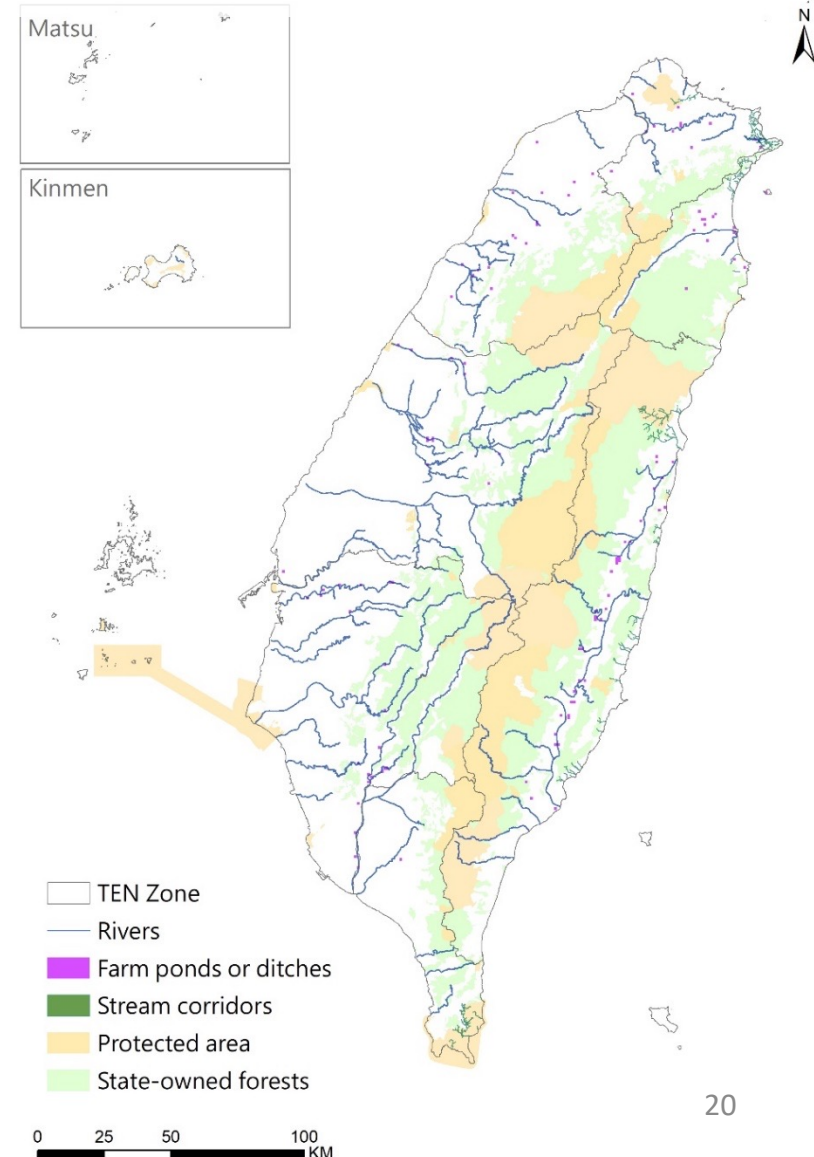 Matsu
N
Kinmen
TEN Zone
Rivers
Farm ponds or ditches
Stream corridors
Protected area
State-owned forests
20
0 25 50 100
KM